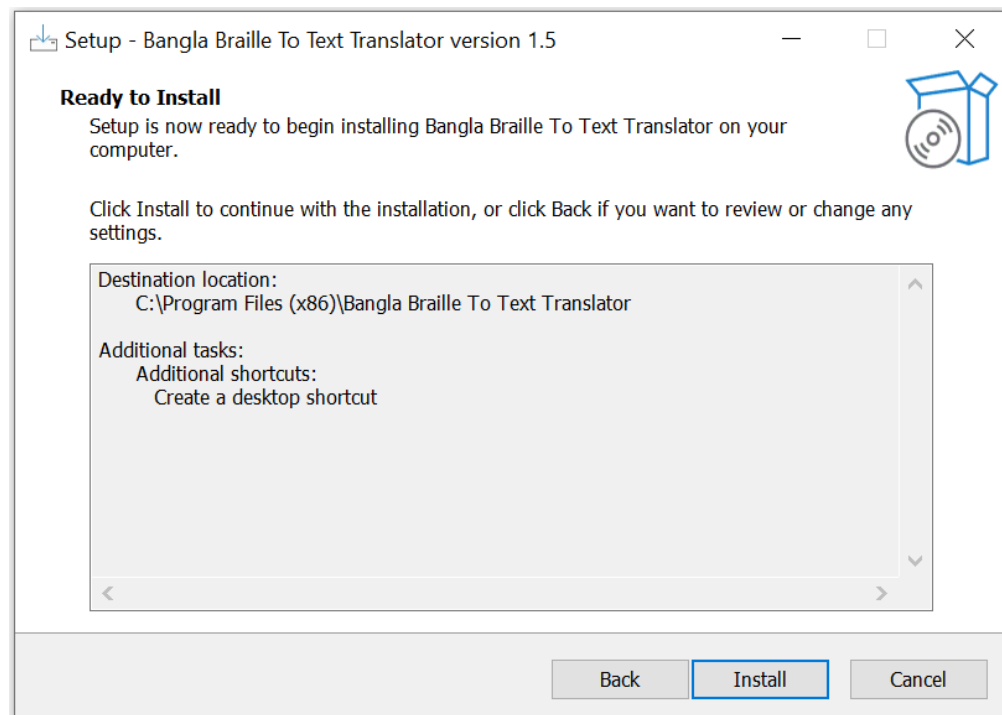 Setup - Bangla Braille To Text Translator version 1.5
Ready to Install
Setup is now ready to begin installing Bangla Braille To Text Translator on your
computer.
Click Install to continue with the installation, or click Back if you want to review or change any
settings.
Destination location:
C:\Program Files (x86)\Bangla Braille To Text Translator
Additional tasks:
Additional shortcuts:
Create a desktop shortcut
Back Install Cancel